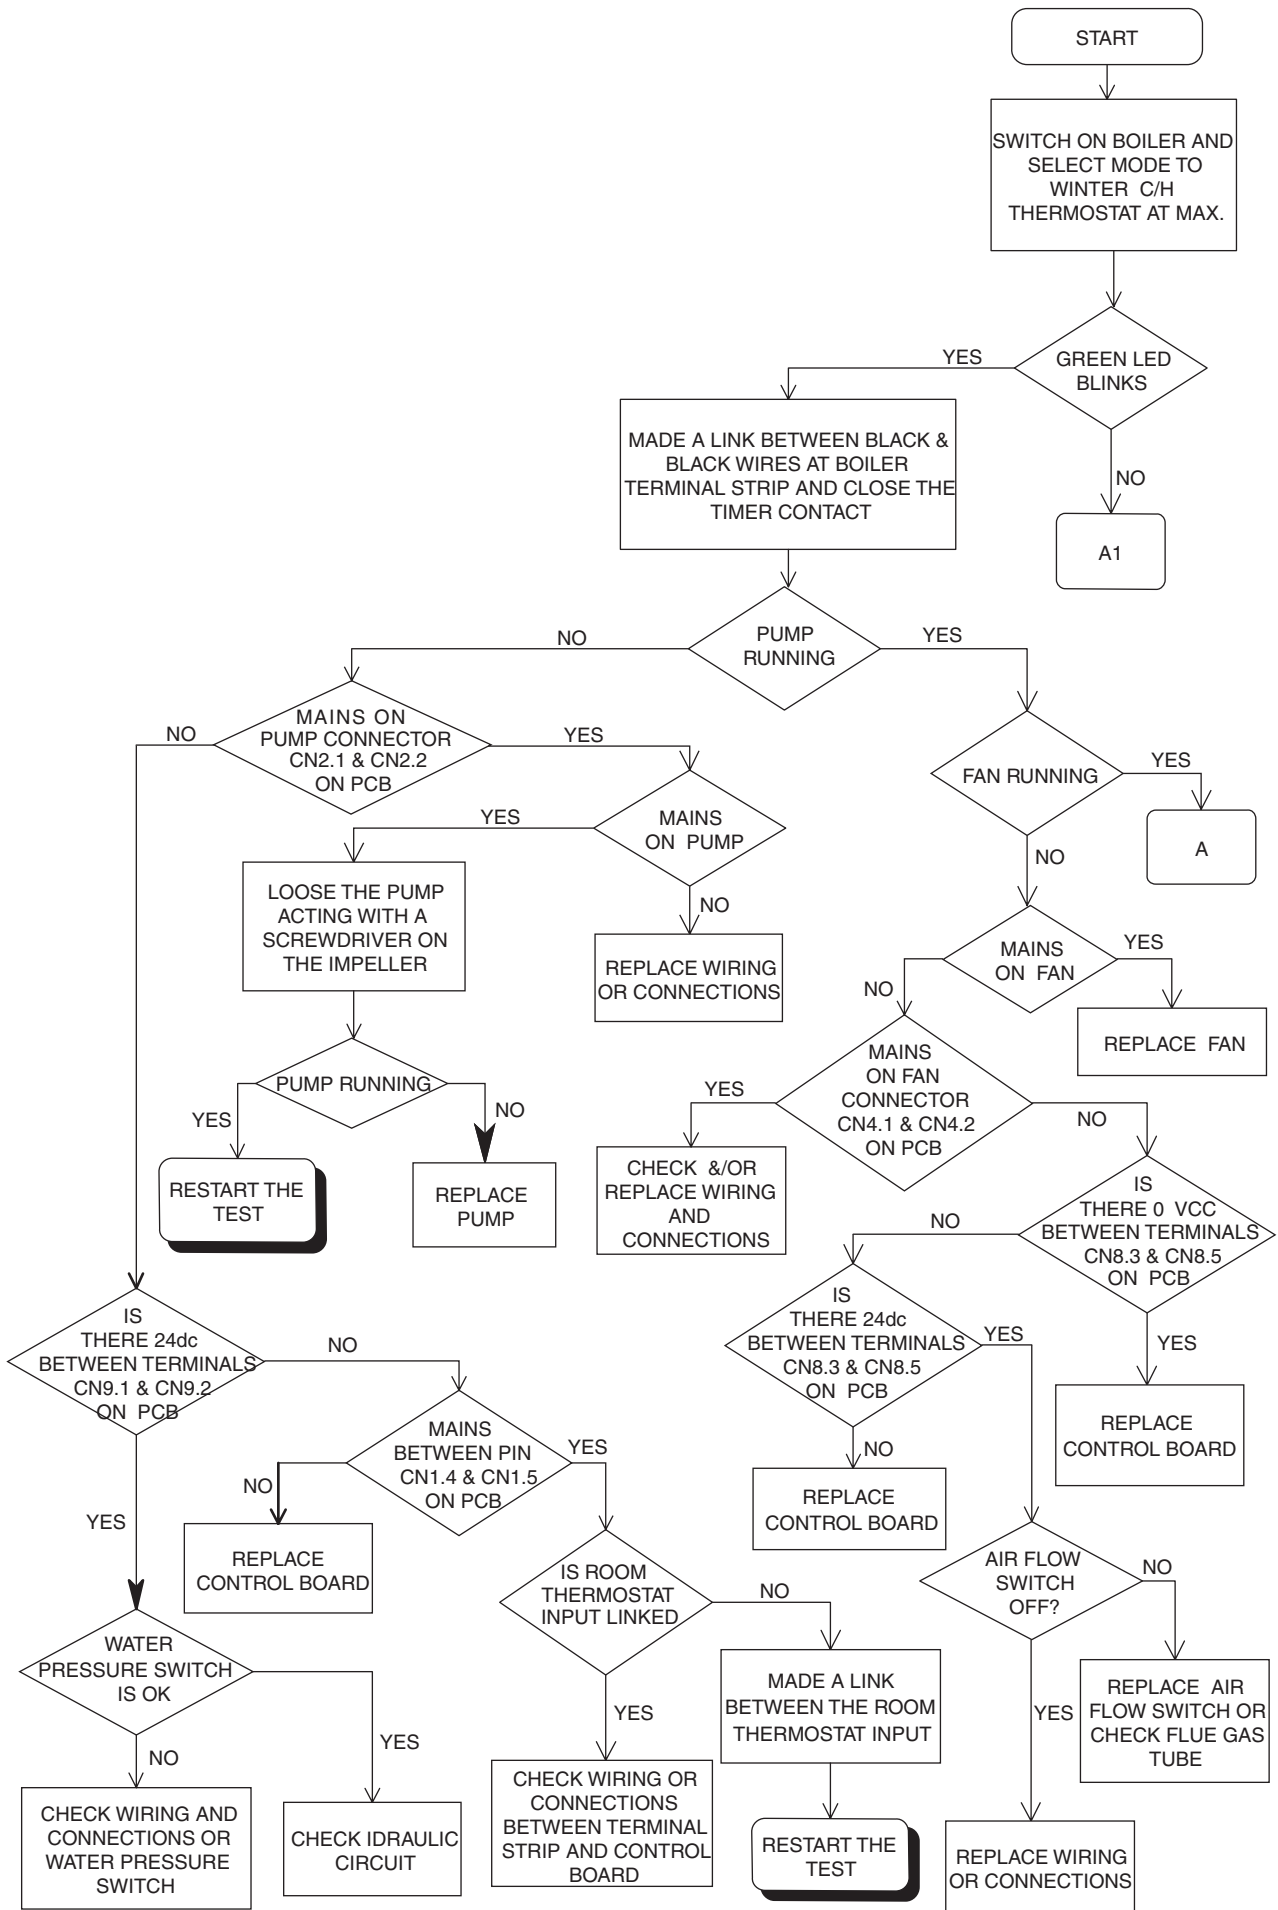 START
SWITCH ON BOILER AND
SELECT MODE TO
WINTER C/H
THERMOSTAT AT MAX.
GREEN LED
BLINKS
YES
NO
A1
MADE A LINK BETWEEN BLACK &
BLACK WIRES AT BOILER
TERMINAL STRIP AND CLOSE THE
TIMER CONTACT
PUMP
RUNNING
NO
YES
MAINS ON
PUMP CONNECTOR
CN2.1 & CN2.2
ON PCB
NO
YES
MAINS
ON PUMP
YES
NO
LOOSE THE PUMP
ACTING WITH A
SCREWDRIVER ON
THE IMPELLER
REPLACE WIRING
OR CONNECTIONS
PUMP RUNNING
YES
NO
RESTART THE
TEST
REPLACE
PUMP
FAN RUNNING
YES
NO
A
MAINS
ON FAN
YES
NO
REPLACE FAN
MAINS
ON FAN
CONNECTOR
CN4.1 & CN4.2
ON PCB
YES
NO
CHECK &/OR
REPLACE WIRING
AND
CONNECTIONS
IS
THERE 0 VCC
BETWEEN TERMINALS
CN8.3 & CN8.5
ON PCB
NO
YES
REPLACE
CONTROL BOARD
IS
THERE 24dc
BETWEEN TERMINALS
CN8.3 & CN8.5
ON PCB
YES
NO
REPLACE
CONTROL BOARD
AIR FLOW
SWITCH
OFF?
NO
YES
REPLACE AIR
FLOW SWITCH OR
CHECK FLUE GAS
TUBE
REPLACE WIRING
OR CONNECTIONS
IS
THERE 24dc
BETWEEN TERMINALS
CN9.1 & CN9.2
ON PCB
NO
YES
MAINS
BETWEEN PIN
CN1.4 & CN1.5
ON PCB
NO
YES
REPLACE
CONTROL BOARD
IS ROOM
THERMOSTAT
INPUT LINKED
NO
YES
MADE A LINK
BETWEEN THE ROOM
THERMOSTAT INPUT
RESTART THE
TEST
CHECK WIRING OR
CONNECTIONS
BETWEEN TERMINAL
STRIP AND CONTROL
BOARD
WATER
PRESSURE SWITCH
IS OK
NO
YES
CHECK WIRING AND
CONNECTIONS OR
WATER PRESSURE
SWITCH
CHECK IDRAULIC
CIRCUIT